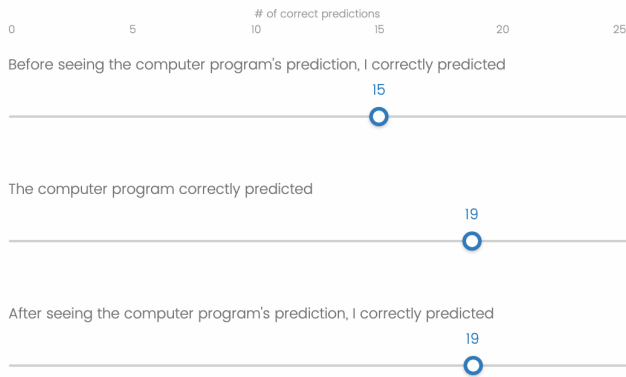 # of correct predictions
0 5 10 15 20 25
Before seeing the computer program's prediction, I correctly predicted
15
The computer program correctly predicted
19
After seeing the computer program's prediction, I correctly predicted
19